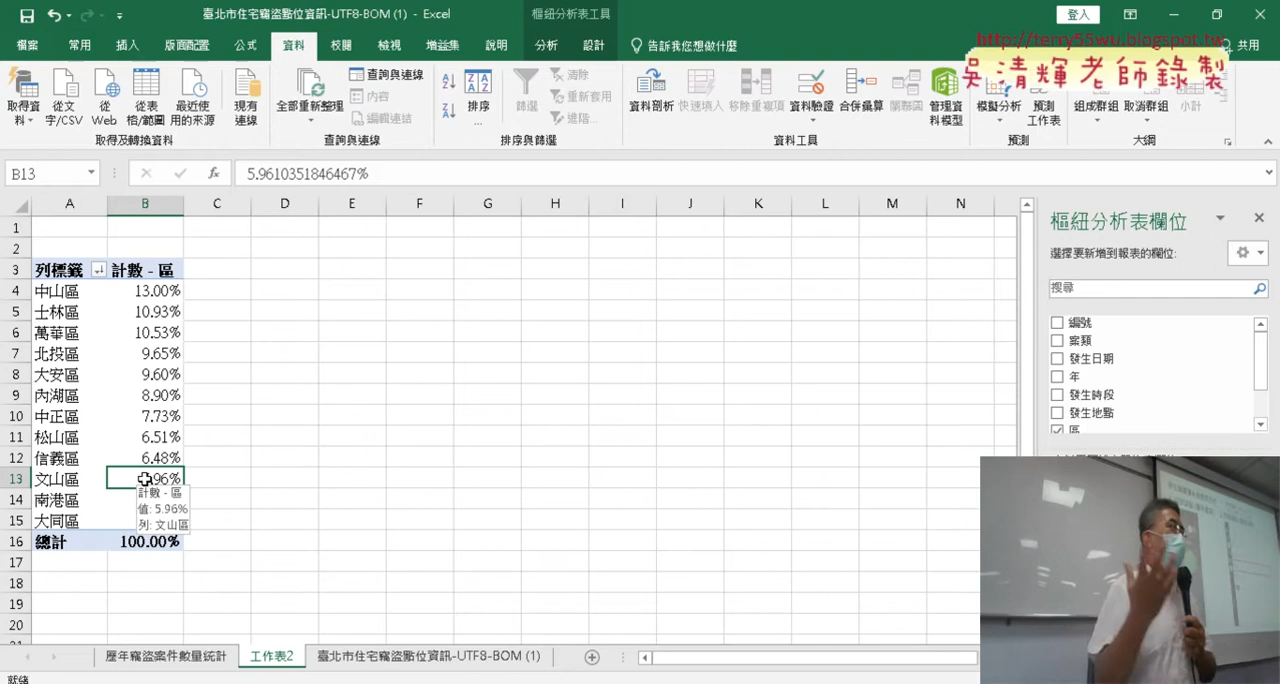 臺北市住宅竊盜點位資訊-UTF8-BOM (1) - Excel
樞紐分析表工具
登入
檔案 常用 插入 版面配置 公式 資料 校閱 檢視 增益集 說明 分析 設計 告訴我您想做什麼
http://terry55wu.blogspot.tw
共用
吳清輝老師錄製
取得資料 從文字/CSV 從Web 從表格/範圍 最近使用的來源 現有連線
取得及轉換資料
全部重新整理 查詢與連線 內容 編輯連結
查詢與連線
排序... 篩選 清除 重新套用 進階...
排序與篩選
資料剖析 快速填入 移除重複項 資料驗證 合併彙算 關聯圖 管理資料模型
資料工具
模擬分析 預測工作表
預測
組成群組 取消群組 小計
大綱
B13 fx 5.9610351846467%
A B C D E F G H I J K L M N
1
2
3 列標籤 計數 - 區
4 中山區 13.00%
5 士林區 10.93%
6 萬華區 10.53%
7 北投區 9.65%
8 大安區 9.60%
9 內湖區 8.90%
10 中正區 7.73%
11 松山區 6.51%
12 信義區 6.48%
13 文山區 .96%
14 南港區
15 大同區
16 總計 100.00%
17
18
19
20
計數 - 區
值: 5.96%
列: 文山區
樞紐分析表欄位
選擇要新增到報表的欄位:
搜尋
編號
案類
發生日期
年
發生時段
發生地點
區
歷年竊盜案件數量統計 工作表2 臺北市住宅竊盜點位資訊-UTF8-BOM (1)
就緒